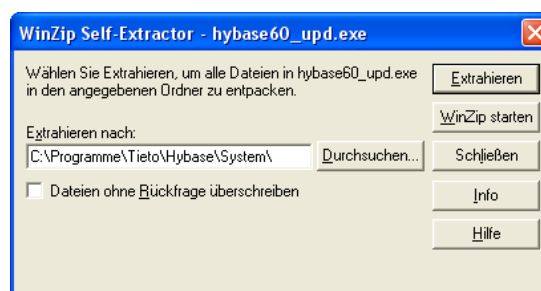 WinZip Self-Extractor - hybase60_upd.exe
Wählen Sie Extrahieren, um alle Dateien in hybase60_upd.exe
in den angegebenen Ordner zu entpacken.
Extrahieren nach:
C:\Programme\Tieto\Hybase\System\
Durchsuchen...
Dateien ohne Rückfrage überschreiben
Extrahieren
WinZip starten
Schließen
Info
Hilfe